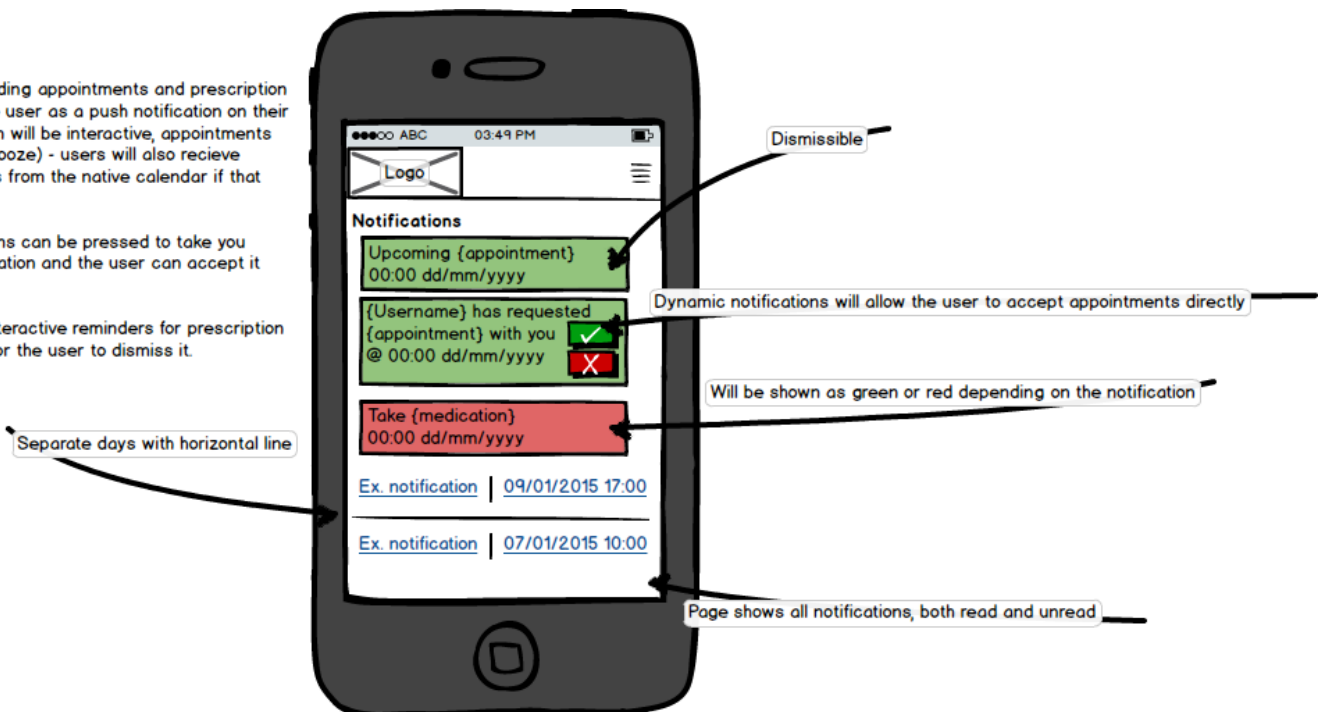 ding appointments and prescription
user as a push notification on their
n will be interactive, appointments
ooze) - users will also recieve
s from the native calendar if that
ns can be pressed to take you
ation and the user can accept it
teractive reminders for prescription
or the user to dismiss it.
Separate days with horizontal line
ABC 03:49 PM
Logo
Notifications
Upcoming {appointment}
00:00 dd/mm/yyyy
{Username} has requested
{appointment} with you
@ 00:00 dd/mm/yyyy
X
Take {medication}
00:00 dd/mm/yyyy
Ex. notification 09/01/2015 17:00
Ex. notification 07/01/2015 10:00
Dismissible
Dynamic notifications will allow the user to accept appointments directly
Will be shown as green or red depending on the notification
Page shows all notifications, both read and unread